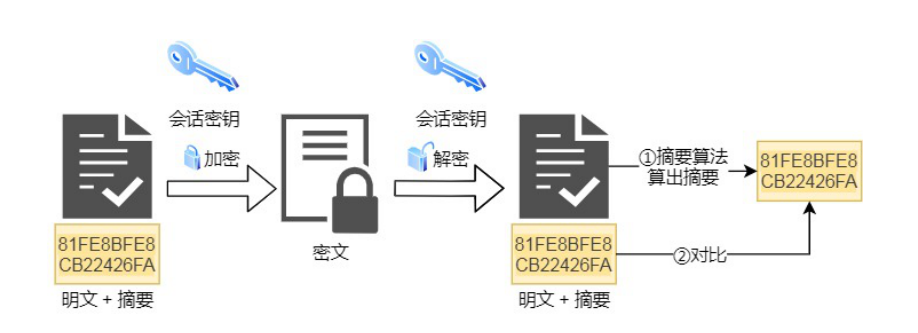 会话密钥
加密
会话密钥
解密
①摘要算法
算出摘要
81FE8BFE8
CB22426FA
81FE8BFE8
CB22426FA
明文 + 摘要
密文
81FE8BFE8
CB22426FA
明文 + 摘要
②对比